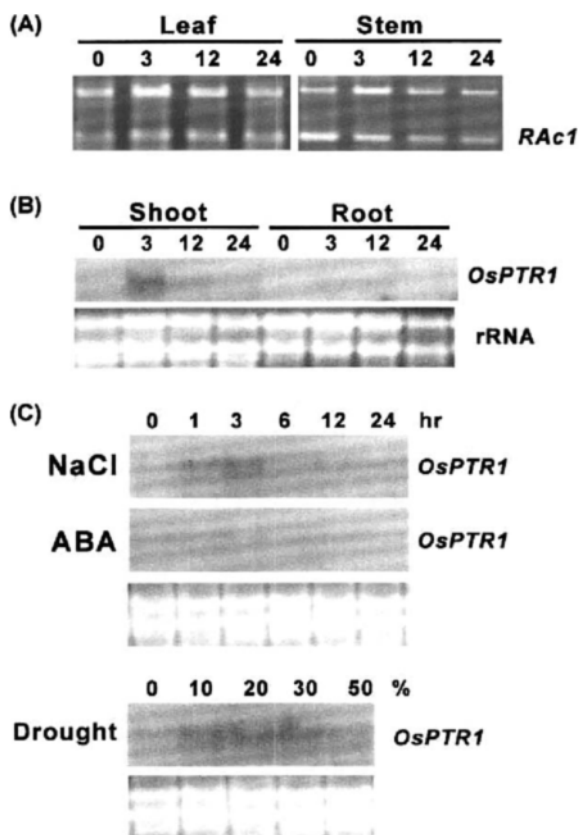 (A)
Leaf Stem
0 3 12 24 0 3 12 24
RAc1
(B)
Shoot Root
0 3 12 24 0 3 12 24
OsPTR1
rRNA
(C)
0 1 3 6 12 24 hr
NaCl OsPTR1
ABA OsPTR1
0 10 20 30 50 %
Drought OsPTR1